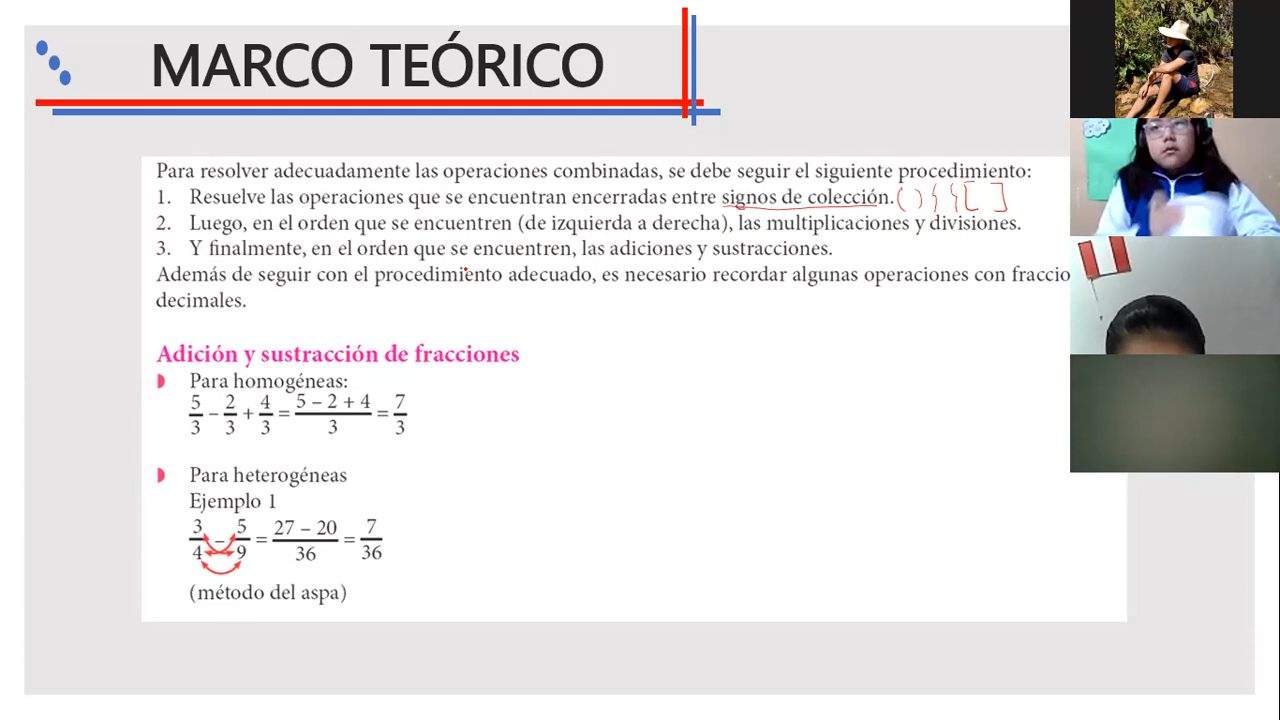 MARCO TEÓRICO
Para resolver adecuadamente las operaciones combinadas, se debe seguir el siguiente procedimiento:
1. Resuelve las operaciones que se encuentran encerradas entre signos de colección. ( ) { { [ ]
2. Luego, en el orden que se encuentren (de izquierda a derecha), las multiplicaciones y divisiones.
3. Y finalmente, en el orden que se encuentren, las adiciones y sustracciones.
Además de seguir con el procedimiento adecuado, es necesario recordar algunas operaciones con
decimales.
Adición y sustracción de fracciones
Para homogéneas:
5/3 – 2/3 + 4/3 = (5 – 2 + 4)/3 = 7/3
Para heterogéneas
Ejemplo 1
3/4 – 5/9 = (27 – 20)/36 = 7/36
(método del aspa)